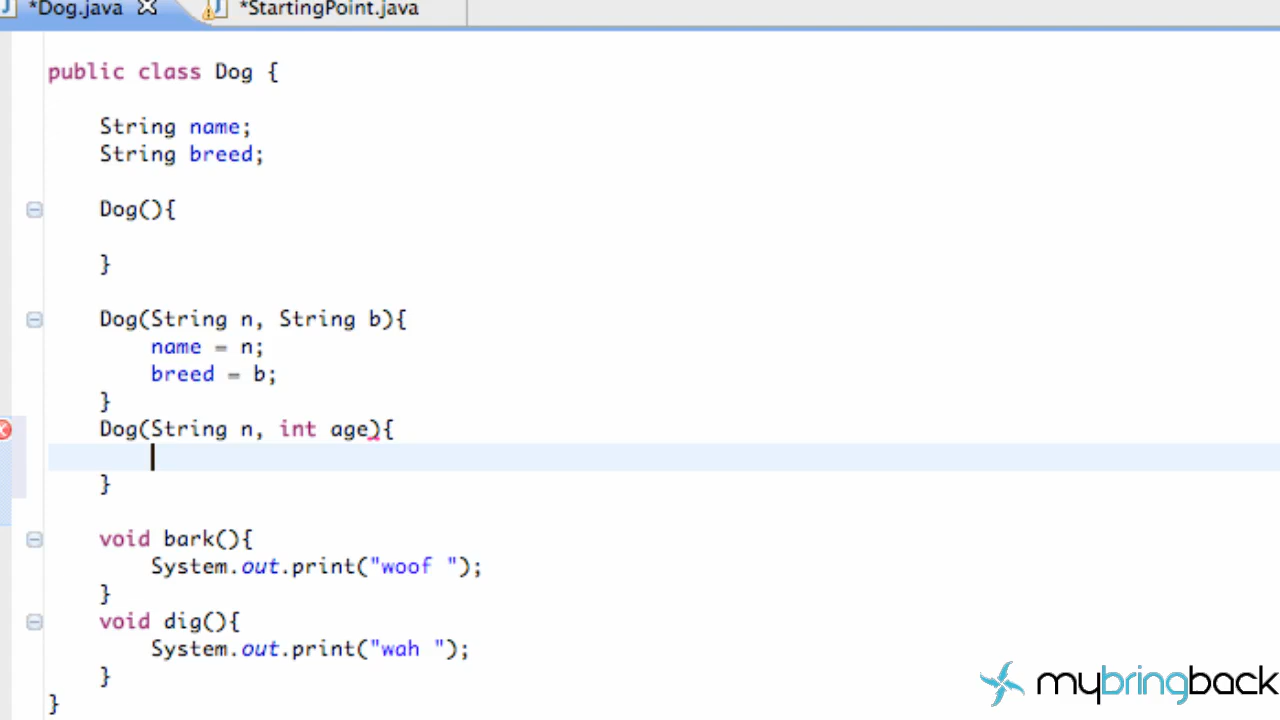 *Dog.java *StartingPoint.java
public class Dog {
String name;
String breed;
Dog(){
}
Dog(String n, String b){
name = n;
breed = b;
}
Dog(String n, int age){
}
void bark(){
System.out.print("woof ");
}
void dig(){
System.out.print("wah ");
}
}
mybringback